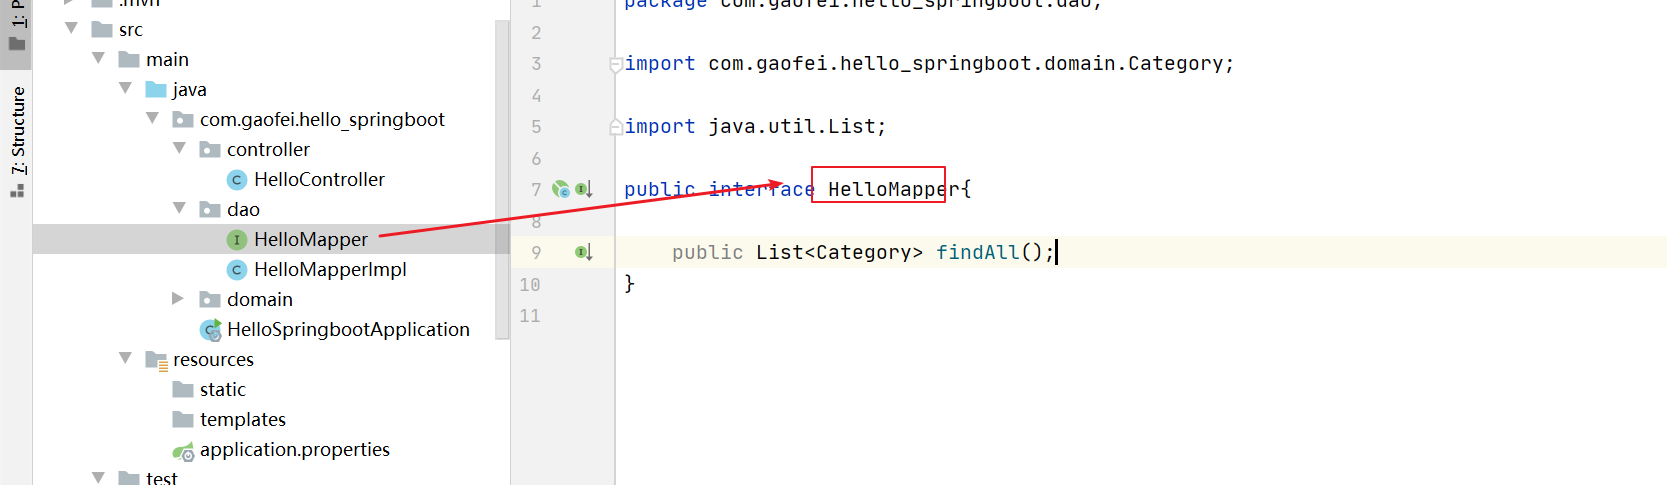 1:
7: Structure
.mvn
src
main
java
com.gaofei.hello_springboot
controller
HelloController
dao
HelloMapper
HelloMapperImpl
domain
HelloSpringbootApplication
resources
static
templates
application.properties
test
1 package com.gaofei.hello_springboot.dao;
2
3 import com.gaofei.hello_springboot.domain.Category;
4
5 import java.util.List;
6
7 public interface HelloMapper{
8
9 public List<Category> findAll();
10 }
11